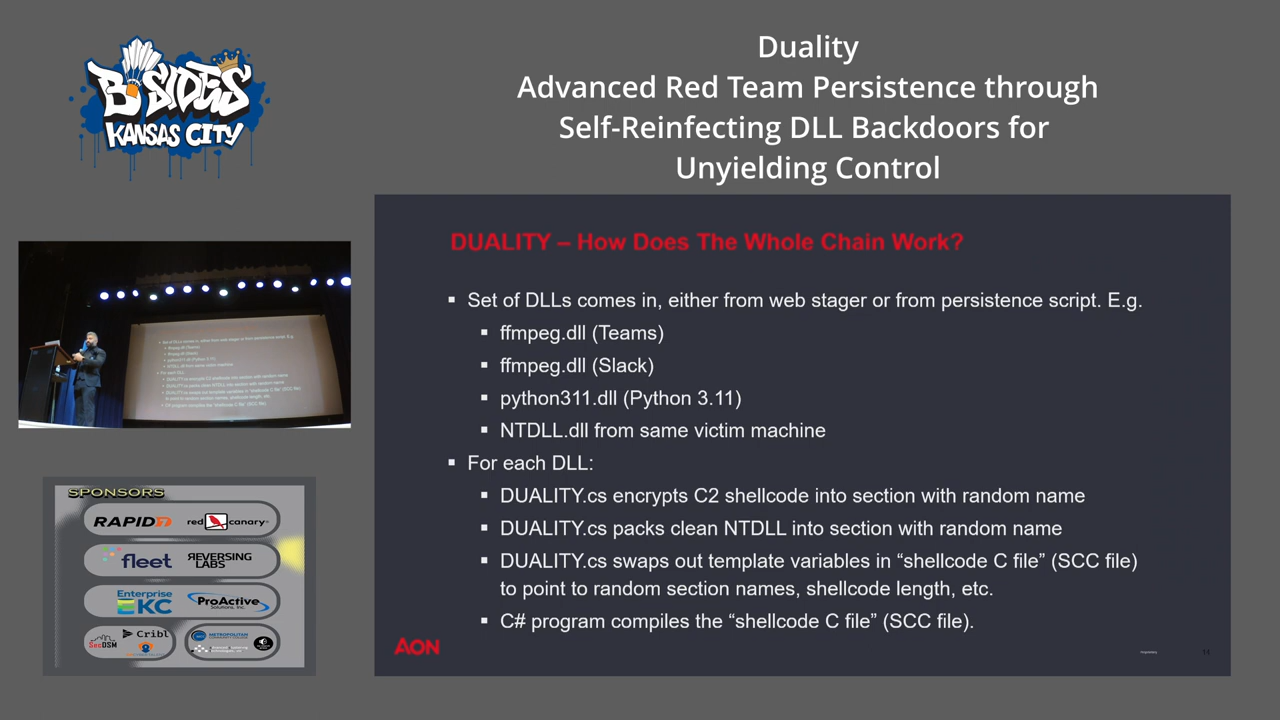 B SIDES
KANSAS CITY
Duality
Advanced Red Team Persistence through
Self-Reinfecting DLL Backdoors for
Unyielding Control
DUALITY – How Does The Whole Chain Work?
▪ Set of DLLs comes in, either from web stager or from persistence script. E.g.
▪ ffmpeg.dll (Teams)
▪ ffmpeg.dll (Slack)
▪ python311.dll (Python 3.11)
▪ NTDLL.dll from same victim machine
▪ For each DLL:
▪ DUALITY.cs encrypts C2 shellcode into section with random name
▪ DUALITY.cs packs clean NTDLL into section with random name
▪ DUALITY.cs swaps out template variables in “shellcode C file” (SCC file)
to point to random section names, shellcode length, etc.
▪ C# program compiles the “shellcode C file” (SCC file).
AON
SPONSORS
RAPID7
red canary
fleet
REVERSING
LABS
Enterprise
KC
ProActive
Solutions, Inc.
SecDSM
Cribl
METROPOLITAN